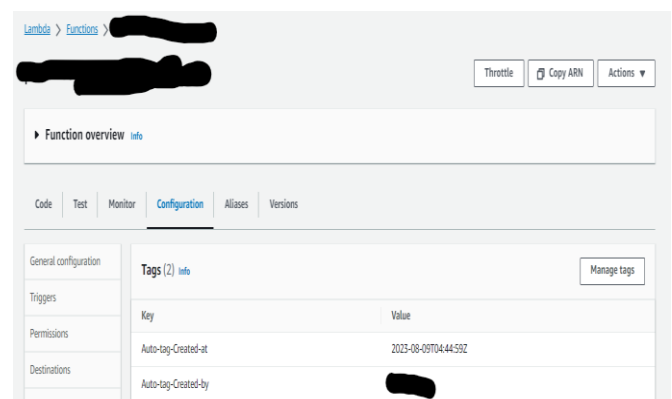 Lambda > Functions >
Throttle Copy ARN Actions ▼
▶ Function overview Info
Code Test Monitor Configuration Aliases Versions
General configuration
Triggers
Permissions
Destinations
Tags (2) Info Manage tags
Key Value
Auto-tag-Created-at 2023-08-09T04:44:59Z
Auto-tag-Created-by